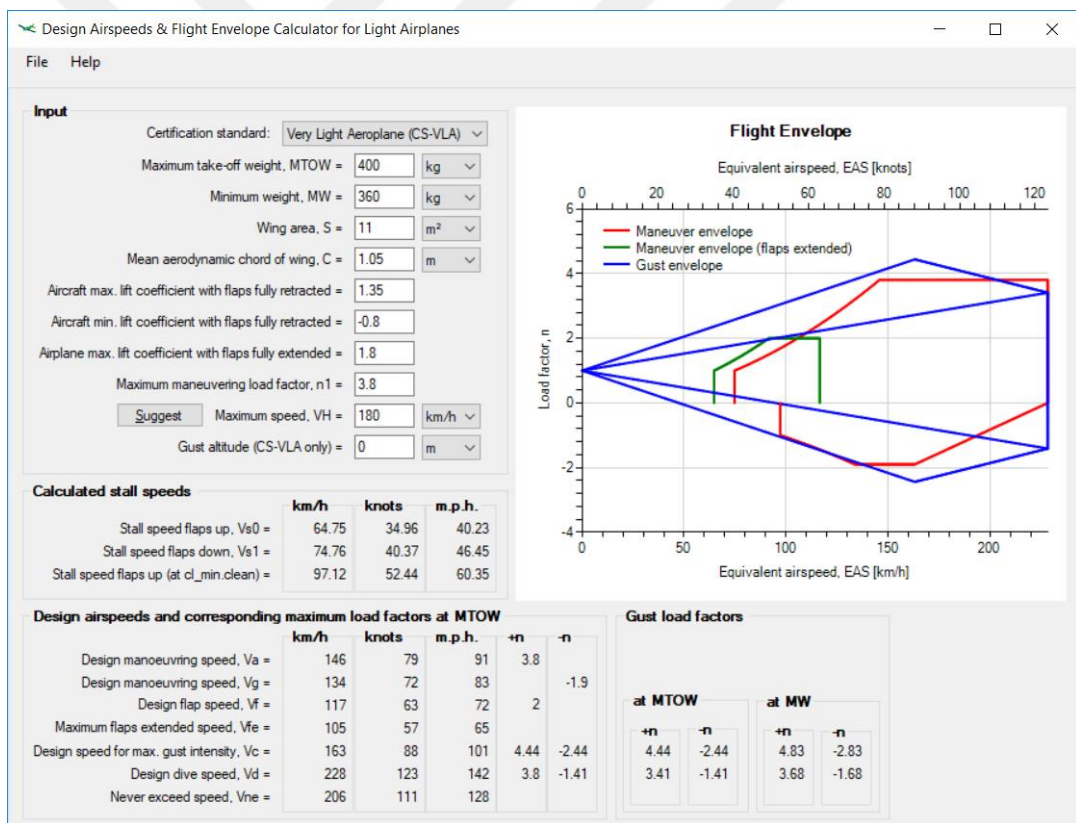 Design Airspeeds & Flight Envelope Calculator for Light Airplanes
File Help
Input
Certification standard: Very Light Aeroplane (CS-VLA)
Maximum take-off weight, MTOW = 400 kg
Minimum weight, MW = 360 kg
Wing area, S = 11 m²
Mean aerodynamic chord of wing, C = 1.05 m
Aircraft max. lift coefficient with flaps fully retracted = 1.35
Aircraft min. lift coefficient with flaps fully retracted = -0.8
Airplane max. lift coefficient with flaps fully extended = 1.8
Maximum maneuvering load factor, n1 = 3.8
Suggest Maximum speed, VH = 180 km/h
Gust altitude (CS-VLA only) = 0 m
Flight Envelope
Equivalent airspeed, EAS [knots]
0 20 40 60 80 100 120
6
4
2
0
-2
-4
Load factor, n
Maneuver envelope
Maneuver envelope (flaps extended)
Gust envelope
0 50 100 150 200
Equivalent airspeed, EAS [km/h]
Calculated stall speeds
km/h knots m.p.h.
Stall speed flaps up, Vs0 = 64.75 34.96 40.23
Stall speed flaps down, Vs1 = 74.76 40.37 46.45
Stall speed flaps up (at cl_min.clean) = 97.12 52.44 60.35
Design airspeeds and corresponding maximum load factors at MTOW
km/h knots m.p.h. +n -n
Design manoeuvring speed, Va = 146 79 91 3.8
Design manoeuvring speed, Vg = 134 72 83 -1.9
Design flap speed, Vf = 117 63 72 2
Maximum flaps extended speed, Vfe = 105 57 65
Design speed for max. gust intensity, Vc = 163 88 101 4.44 -2.44
Design dive speed, Vd = 228 123 142 3.8 -1.41
Never exceed speed, Vne = 206 111 128
Gust load factors
at MTOW at MW
+n -n +n -n
4.44 -2.44 4.83 -2.83
3.41 -1.41 3.68 -1.68